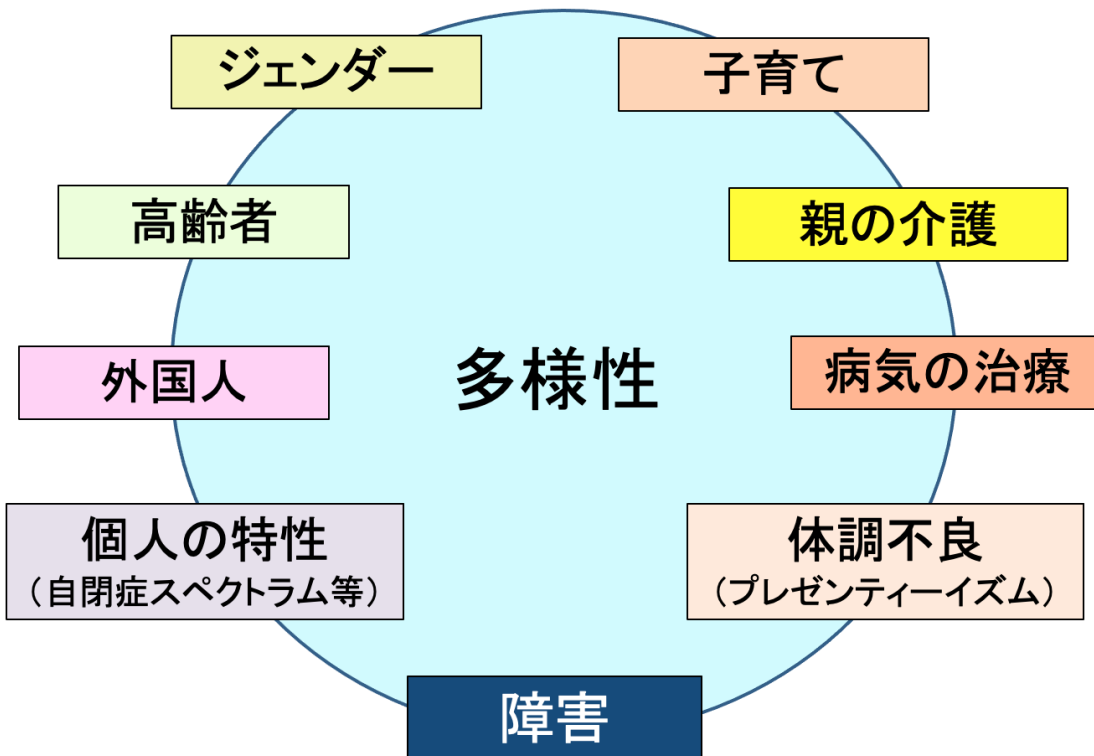 ジェンダー
子育て
高齢者
親の介護
外国人
多様性
病気の治療
個人の特性
（自閉症スペクトラム等）
体調不良
（プレゼンティーイズム）
障害